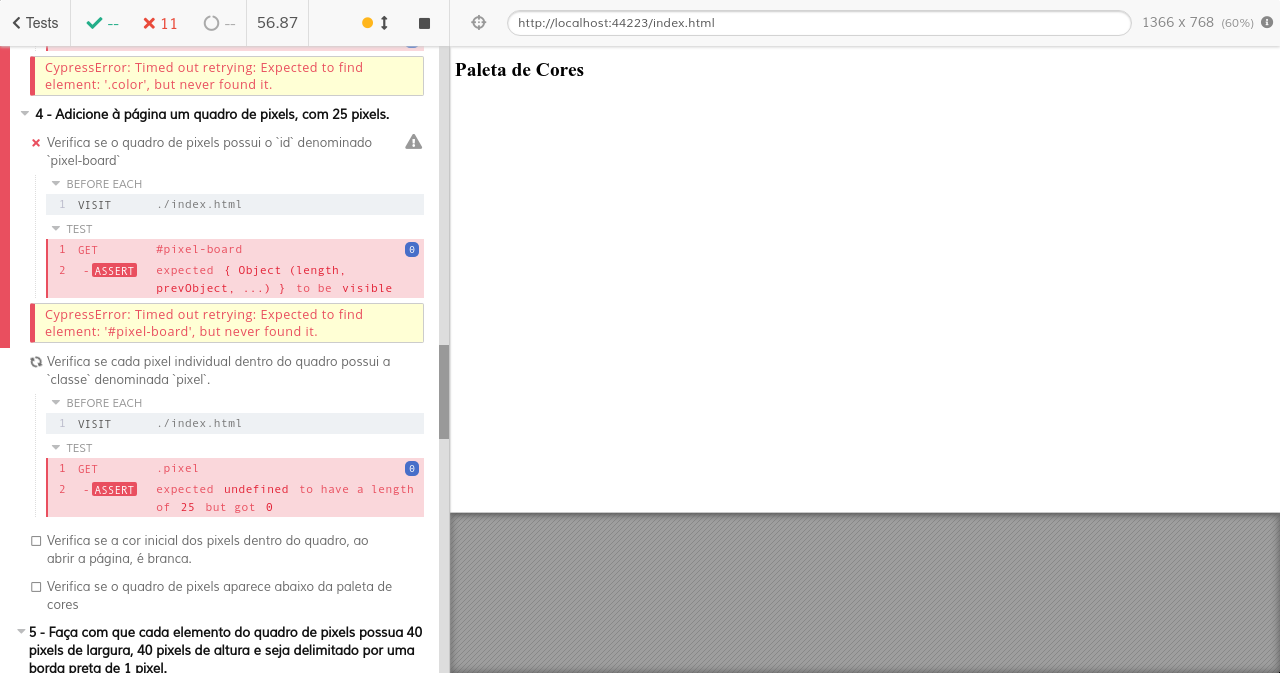 Tests
--
11
--
56.87
http://localhost:44223/index.html
1366 x 768 (60%)
CypressError: Timed out retrying: Expected to find
element: '.color', but never found it.
4 - Adicione à página um quadro de pixels, com 25 pixels.
Verifica se o quadro de pixels possui o `id` denominado
`pixel-board`
BEFORE EACH
1 VISIT ./index.html
TEST
1 GET #pixel-board 0
2 - ASSERT expected { Object (length,
prevObject, ...) } to be visible
CypressError: Timed out retrying: Expected to find
element: '#pixel-board', but never found it.
Verifica se cada pixel individual dentro do quadro possui a
`classe` denominada `pixel`.
BEFORE EACH
1 VISIT ./index.html
TEST
1 GET .pixel 0
2 - ASSERT expected undefined to have a length
of 25 but got 0
Verifica se a cor inicial dos pixels dentro do quadro, ao
abrir a página, é branca.
Verifica se o quadro de pixels aparece abaixo da paleta de
cores
5 - Faça com que cada elemento do quadro de pixels possua 40
pixels de largura, 40 pixels de altura e seja delimitado por uma
borda preta de 1 pixel.
Paleta de Cores